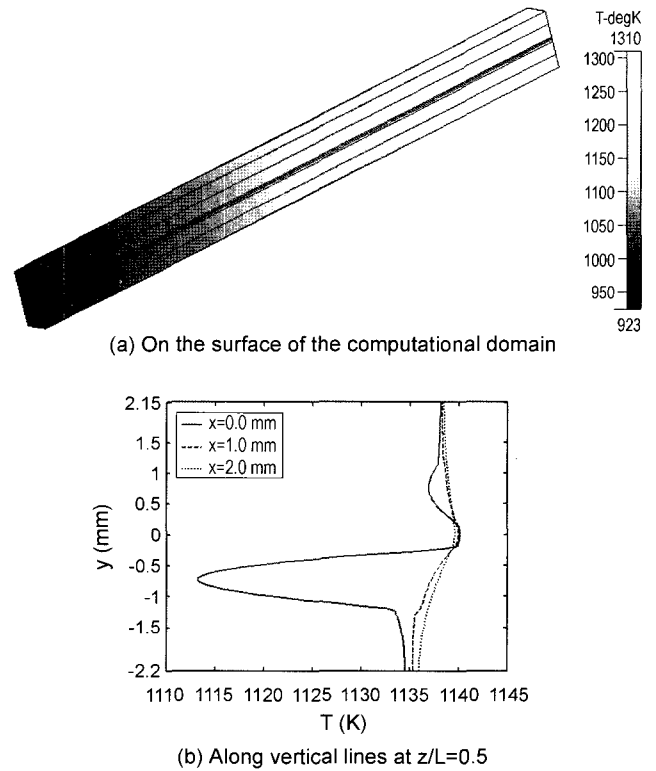 T-degK
1310
1300
1250
1200
1150
1100
1050
1000
950
923
(a) On the surface of the computational domain
2.15
1.5
1
0.5
0
-0.5
-1
-1.5
-2.2
y (mm)
x=0.0 mm
x=1.0 mm
x=2.0 mm
1110 1115 1120 1125 1130 1135 1140 1145
T (K)
(b) Along vertical lines at z/L=0.5